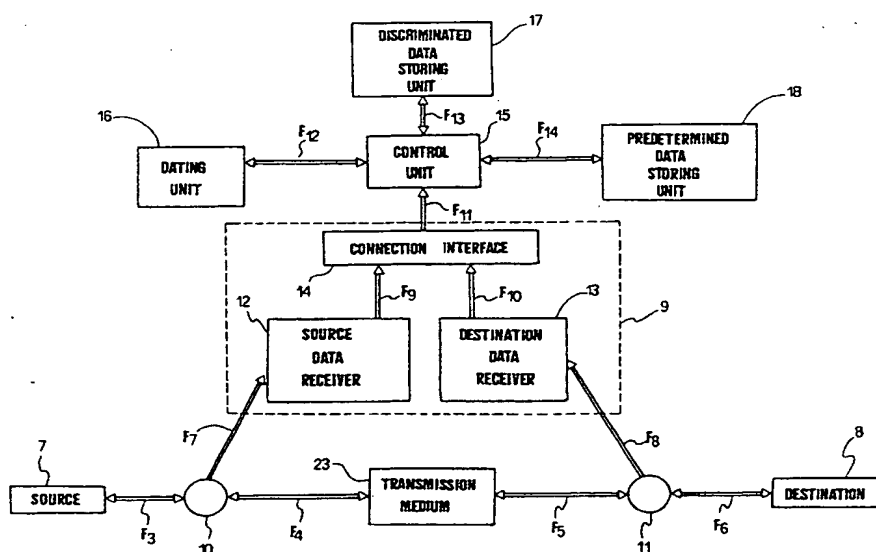 DISCRIMINATED
DATA
STORING
UNIT
17
16
F12
F13
15
F14
18
DATING
UNIT
CONTROL
UNIT
PREDETERMINED
DATA
STORING
UNIT
F11
CONNECTION INTERFACE
14
12
F9
F10
13
9
SOURCE
DATA
RECEIVER
DESTINATION
DATA
RECEIVER
F7
F8
7
23
8
SOURCE
TRANSMISSION
MEDIUM
DESTINATION
F3
F4
F5
F6
10
11